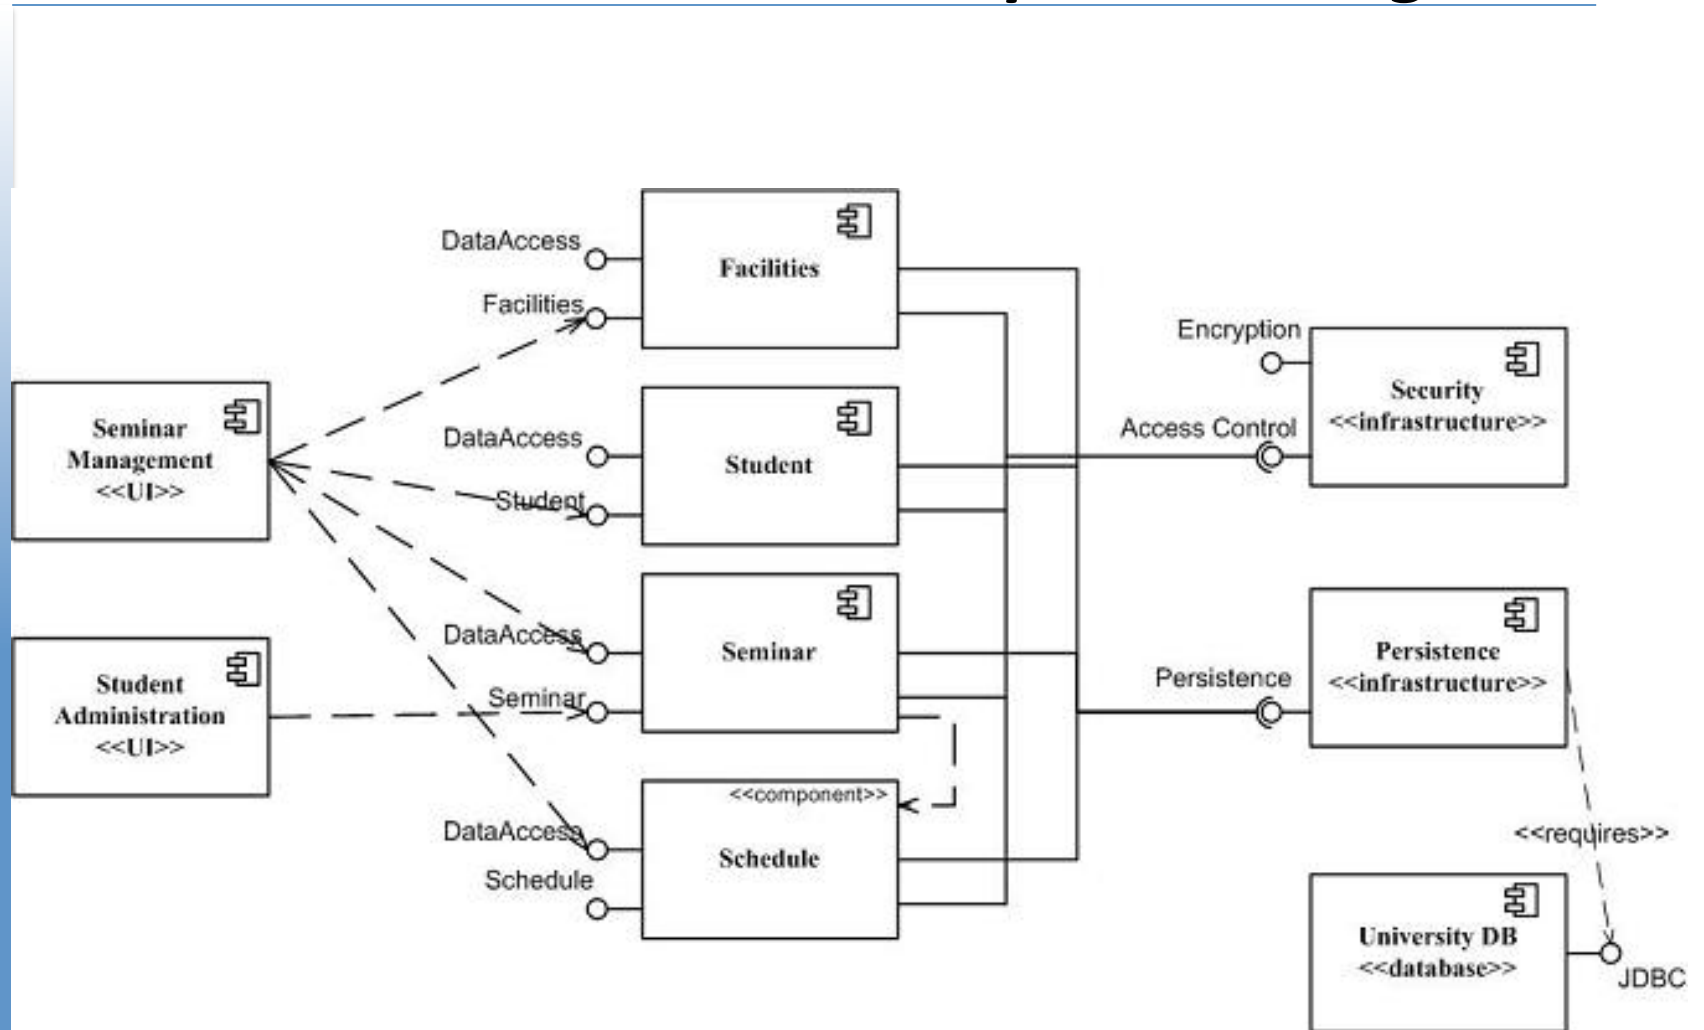 DataAccess
Facilities
Facilities
Encryption
Security
<<infrastructure>>
Access Control
Seminar
Management
<<UI>>
DataAccess
Student
Student
DataAccess
Seminar
Seminar
Persistence
Persistence
<<infrastructure>>
Student
Administration
<<UI>>
<<component>>
DataAccess
Schedule
Schedule
<<requires>>
University DB
<<database>>
JDBC